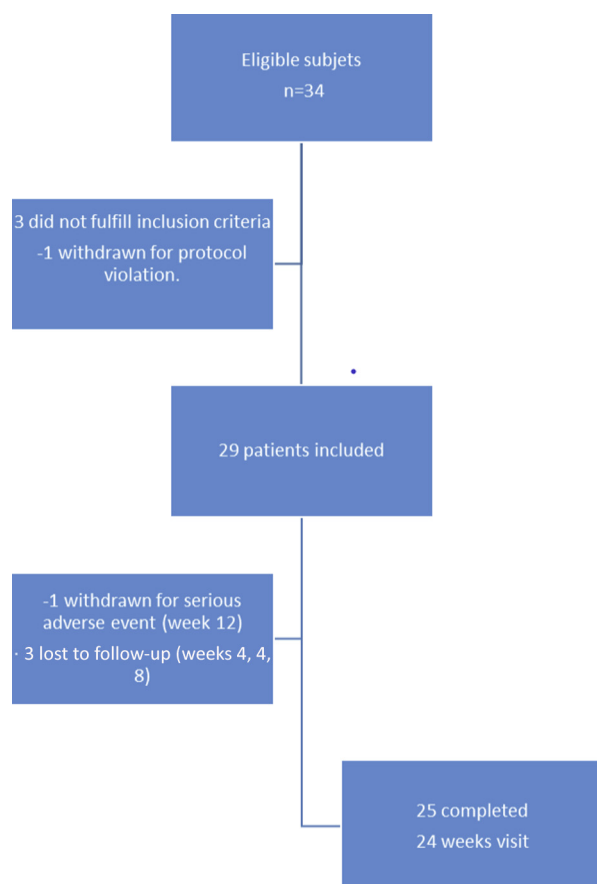 Eligible subjets
n=34
3 did not fulfill inclusion criteria
-1 withdrawn for protocol
violation.
29 patients included
-1 withdrawn for serious
adverse event (week 12)
· 3 lost to follow-up (weeks 4, 4,
8)
25 completed
24 weeks visit